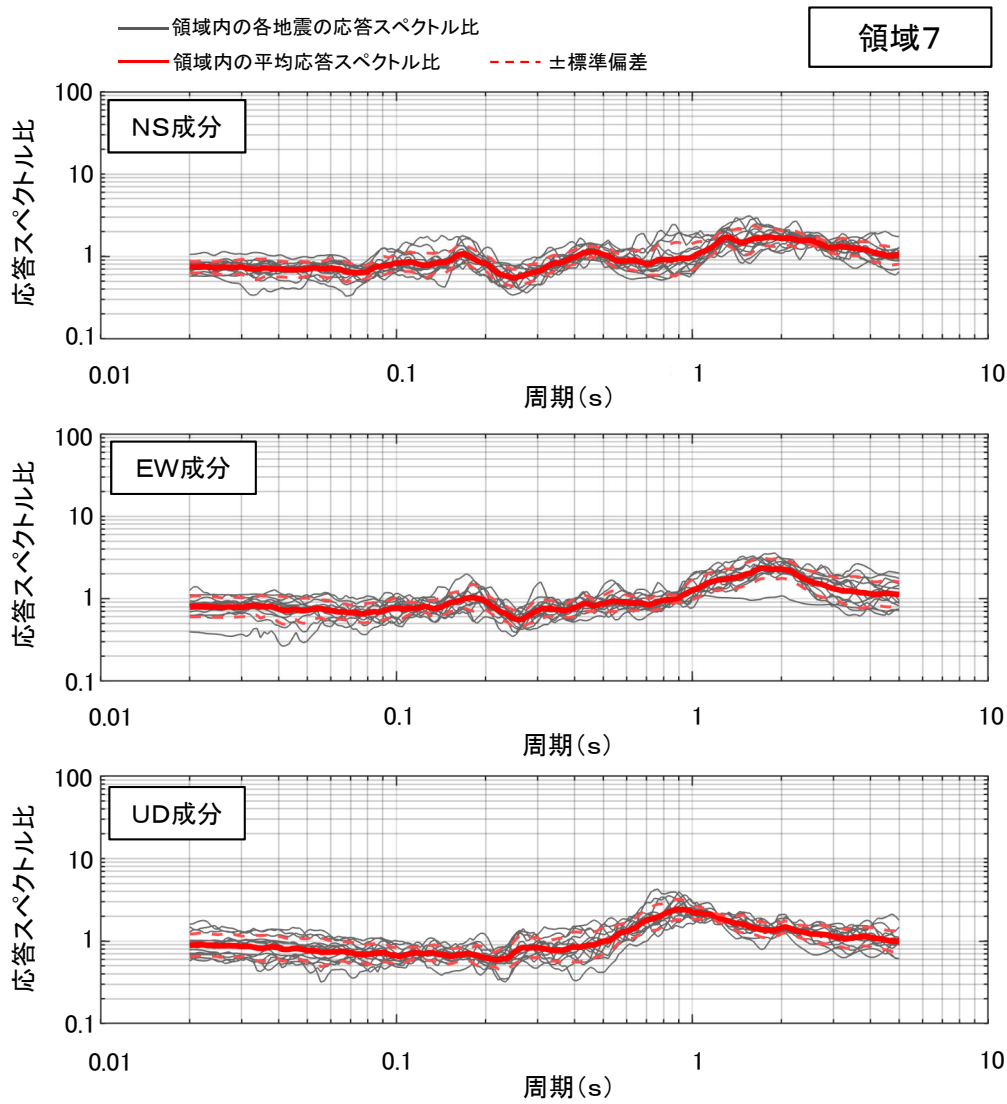 領域内の各地震の応答スペクトル比
領域内の平均応答スペクトル比 ±標準偏差
領域7
100
10
1
0.1
応答スペクトル比
NS成分
0.01 0.1 1 10
周期(s)
100
10
1
0.1
応答スペクトル比
EW成分
0.01 0.1 1 10
周期(s)
100
10
1
0.1
応答スペクトル比
UD成分
0.01 0.1 1 10
周期(s)